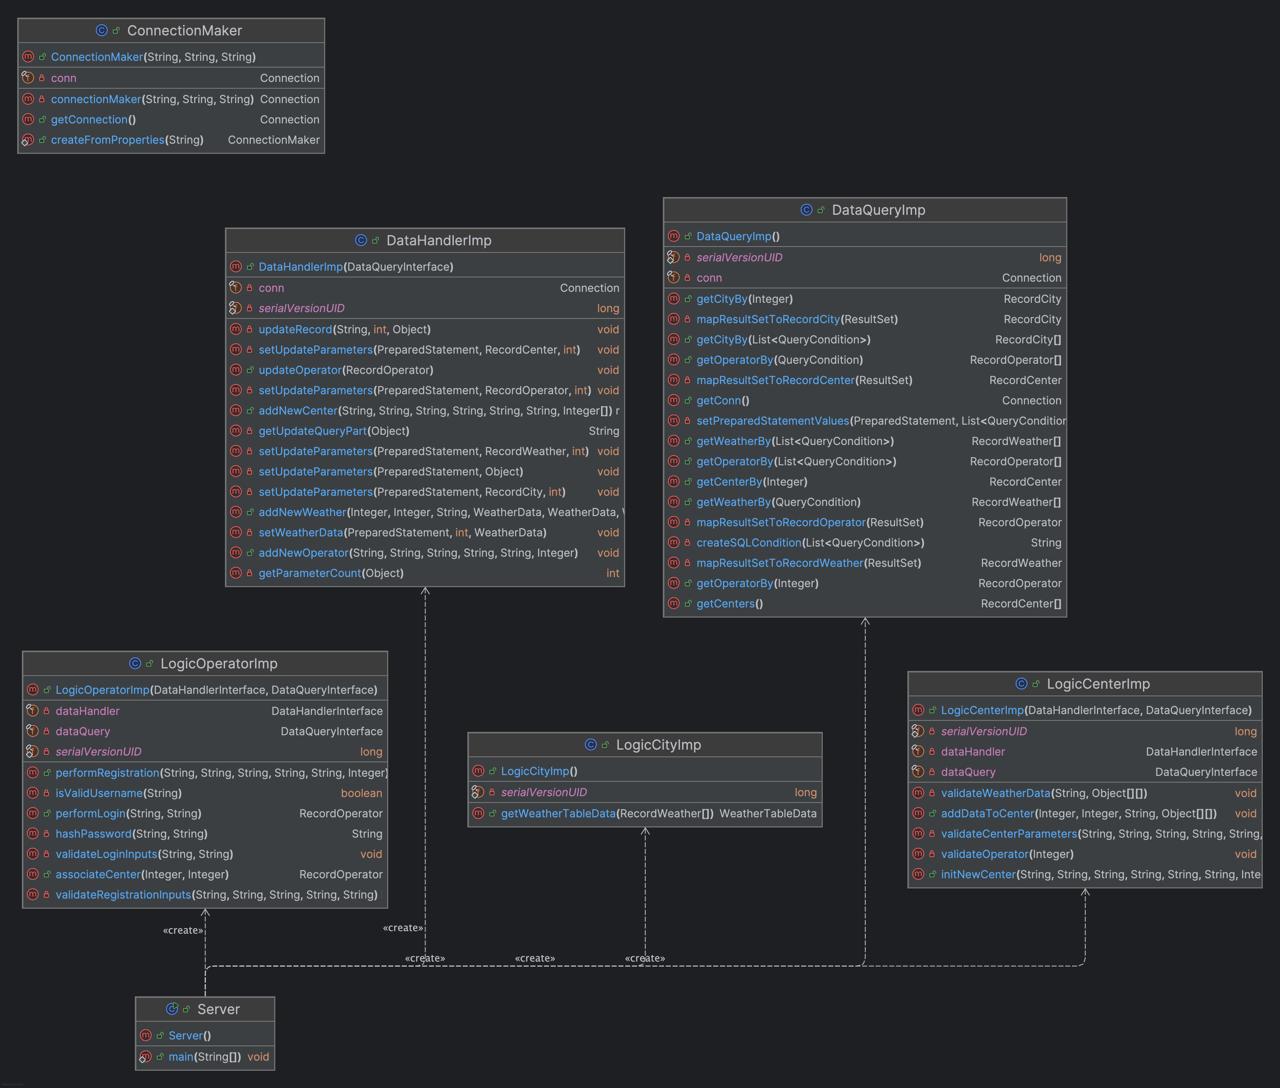 ConnectionMaker
ConnectionMaker(String, String, String)
conn Connection
connectionMaker(String, String, String) Connection
getConnection() Connection
createFromProperties(String) ConnectionMaker
DataHandlerImp
DataHandlerImp(DataQueryInterface)
conn Connection
serialVersionUID long
updateRecord(String, int, Object) void
setUpdateParameters(PreparedStatement, RecordCenter, int) void
updateOperator(RecordOperator) void
setUpdateParameters(PreparedStatement, RecordOperator, int) void
addNewCenter(String, String, String, String, String, String, Integer[]) r
getUpdateQueryPart(Object) String
setUpdateParameters(PreparedStatement, RecordWeather, int) void
setUpdateParameters(PreparedStatement, Object) void
setUpdateParameters(PreparedStatement, RecordCity, int) void
addNewWeather(Integer, Integer, String, WeatherData, WeatherData, \
setWeatherData(PreparedStatement, int, WeatherData) void
addNewOperator(String, String, String, String, String, Integer) void
getParameterCount(Object) int
DataQueryImp
DataQueryImp()
serialVersionUID long
conn Connection
getCityBy(Integer) RecordCity
mapResultSetToRecordCity(ResultSet) RecordCity
getCityBy(List<QueryCondition>) RecordCity[]
getOperatorBy(QueryCondition) RecordOperator[]
mapResultSetToRecordCenter(ResultSet) RecordCenter
getConn() Connection
setPreparedStatementValues(PreparedStatement, List<QueryCondition
getWeatherBy(List<QueryCondition>) RecordWeather[]
getOperatorBy(List<QueryCondition>) RecordOperator[]
getCenterBy(Integer) RecordCenter
getWeatherBy(QueryCondition) RecordWeather[]
mapResultSetToRecordOperator(ResultSet) RecordOperator
createSQLCondition(List<QueryCondition>) String
mapResultSetToRecordWeather(ResultSet) RecordWeather
getOperatorBy(Integer) RecordOperator
getCenters() RecordCenter[]
LogicOperatorImp
LogicOperatorImp(DataHandlerInterface, DataQueryInterface)
dataHandler DataHandlerInterface
dataQuery DataQueryInterface
serialVersionUID long
performRegistration(String, String, String, String, String, Integer)
isValidUsername(String) boolean
performLogin(String, String) RecordOperator
hashPassword(String, String) String
validateLoginInputs(String, String) void
associateCenter(Integer, Integer) RecordOperator
validateRegistrationInputs(String, String, String, String, String)
LogicCityImp
LogicCityImp()
serialVersionUID long
getWeatherTableData(RecordWeather[]) WeatherTableData
LogicCenterImp
LogicCenterImp(DataHandlerInterface, DataQueryInterface)
serialVersionUID long
dataHandler DataHandlerInterface
dataQuery DataQueryInterface
validateWeatherData(String, Object[][]) void
addDataToCenter(Integer, Integer, String, Object[][]) void
validateCenterParameters(String, String, String, String, String,
validateOperator(Integer) void
initNewCenter(String, String, String, String, String, String, Inte
«create»
«create»
«create»
«create»
«create»
Server
Server()
main(String[]) void